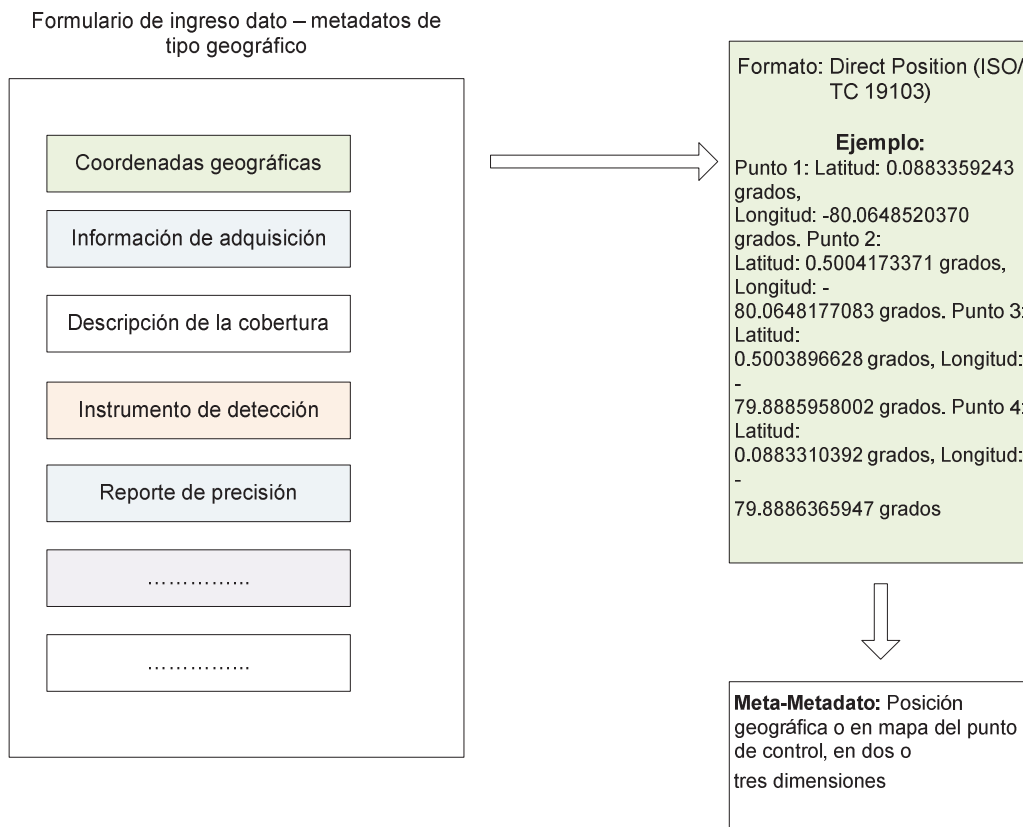 Formulario de ingreso dato – metadatos de
tipo geográfico
Coordenadas geográficas
Información de adquisición
Descripción de la cobertura
Instrumento de detección
Reporte de precisión
…………...
…………...
Formato: Direct Position (ISO/
TC 19103)
Ejemplo:
Punto 1: Latitud: 0.0883359243
grados,
Longitud: -80.0648520370
grados. Punto 2:
Latitud: 0.5004173371 grados,
Longitud: -
80.0648177083 grados. Punto 3:
Latitud:
0.5003896628 grados, Longitud:
-
79.8885958002 grados. Punto 4:
Latitud:
0.0883310392 grados, Longitud:
-
79.8886365947 grados
Meta-Metadato: Posición
geográfica o en mapa del punto
de control, en dos o
tres dimensiones